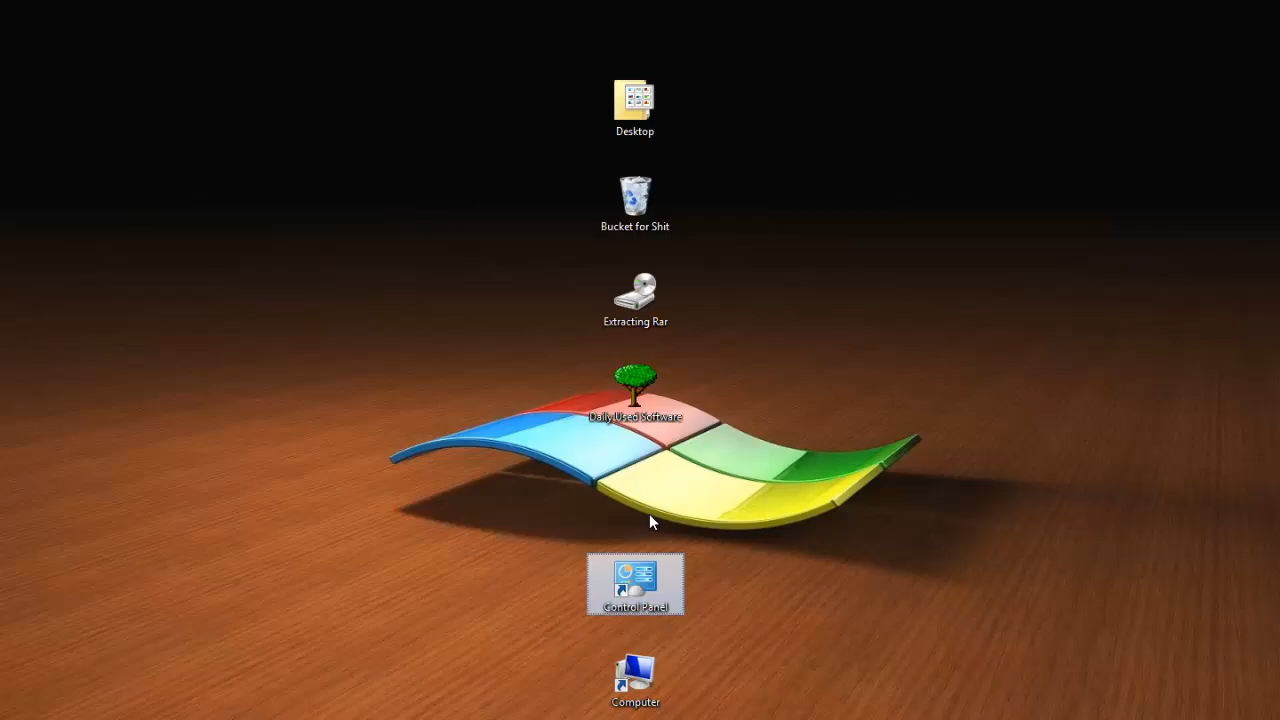 Desktop
Bucket for Shit
Extracting Rar
Daily Used Software
Control Panel
Computer